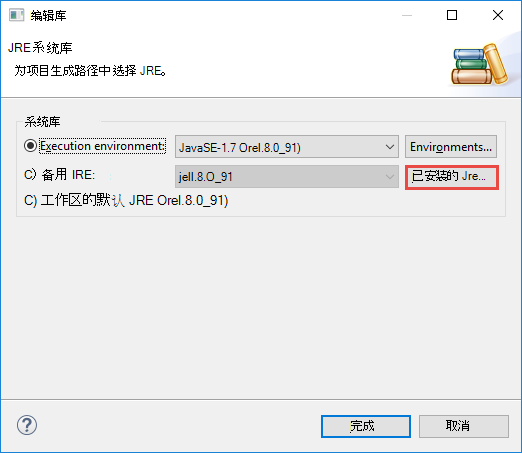 编辑库
JRE系统库
为项目生成路径中选择 JRE。
系统库
Execution environment: JavaSE-1.7 Orel.8.0_91) Environments...
C) 备用 IRE: jell.8.O_91 已安装的 Jre...
C) 工作区的默认 JRE Orel.8.0_91)
? 完成 取消